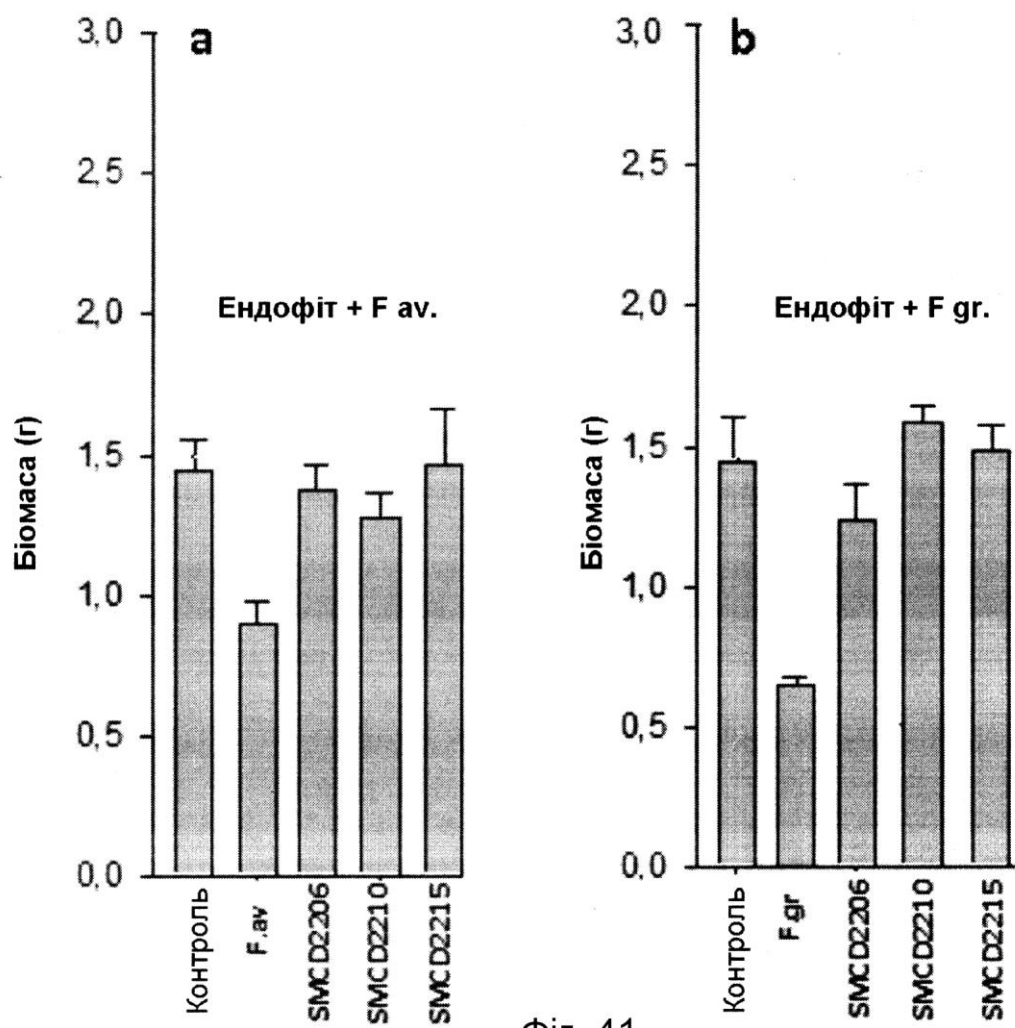 a
3,0
2,5
2,0
1,5
1,0
0,5
0,0
Біомаса (г)
Ендофіт + F av.
Контроль
F.av
SMCD2206
SMCD2210
SMCD2215
b
3,0
2,5
2,0
1,5
1,0
0,5
0,0
Біомаса (г)
Ендофіт + F gr.
Контроль
F.gr
SMCD2206
SMCD2210
SMCD2215